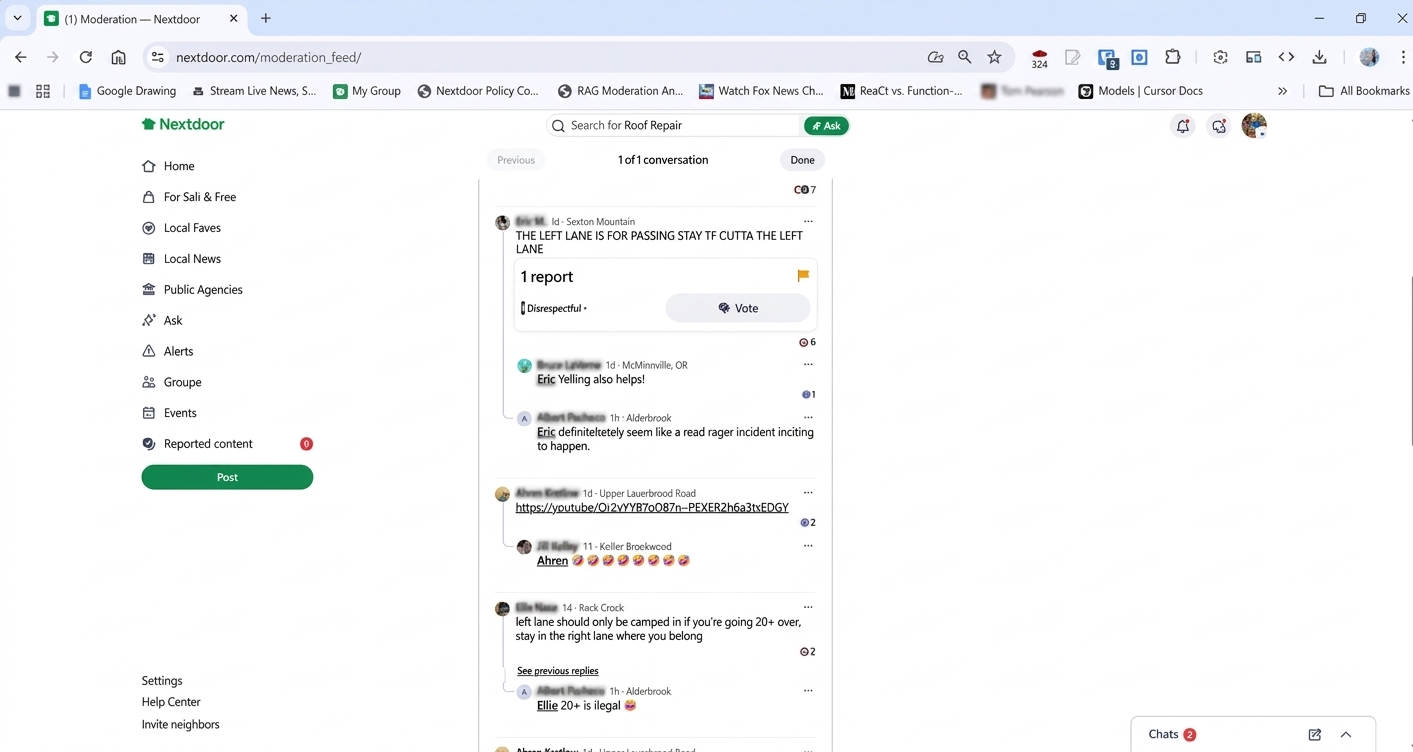 (1) Moderation — Nextdoor
nextdoor.com/moderation_feed/
324
9
Google Drawing
Stream Live News, S...
My Group
Nextdoor Policy Co...
RAG Moderation An...
Watch Fox News Ch...
ReaCt vs. Function-...
Models | Cursor Docs
All Bookmarks
Nextdoor
Search for Roof Repair
Ask
Previous
1 of 1 conversation
Done
Home
For Sali & Free
Local Faves
Local News
Public Agencies
Ask
Alerts
Groupe
Events
Reported content
0
Post
Settings
Help Center
Invite neighbors
7
ld · Sexton Mountain
THE LEFT LANE IS FOR PASSING STAY TF CUTTA THE LEFT
LANE
1 report
Disrespectful ·
Vote
6
1d · McMinnville, OR
Eric Yelling also helps!
1
A
1h · Alderbrook
Eric definiteltetely seem like a read rager incident inciting
to happen.
1d · Upper Lauerbrood Road
2
11 · Keller Broekwood
Ahren
14 · Rack Crock
left lane should only be camped in if you're going 20+ over,
stay in the right lane where you belong
2
See previous replies
A
1h · Alderbrook
Ellie 20+ is ilegal
Chats 2